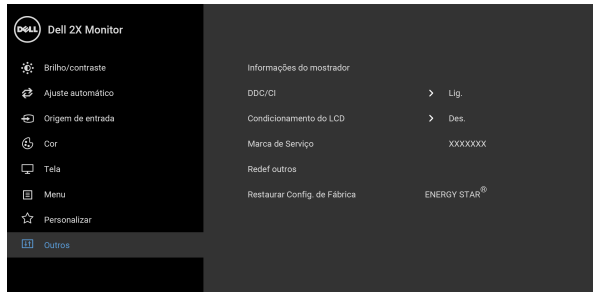 DELL Dell 2X Monitor
Brilho/contraste
Ajuste automático
Origem de entrada
Cor
Tela
Menu
Personalizar
Outros
Informações do mostrador
DDC/CI Lig.
Condicionamento do LCD Des.
Marca de Serviço XXXXXXX
Redef outros
Restaurar Config. de Fábrica ENERGY STAR®